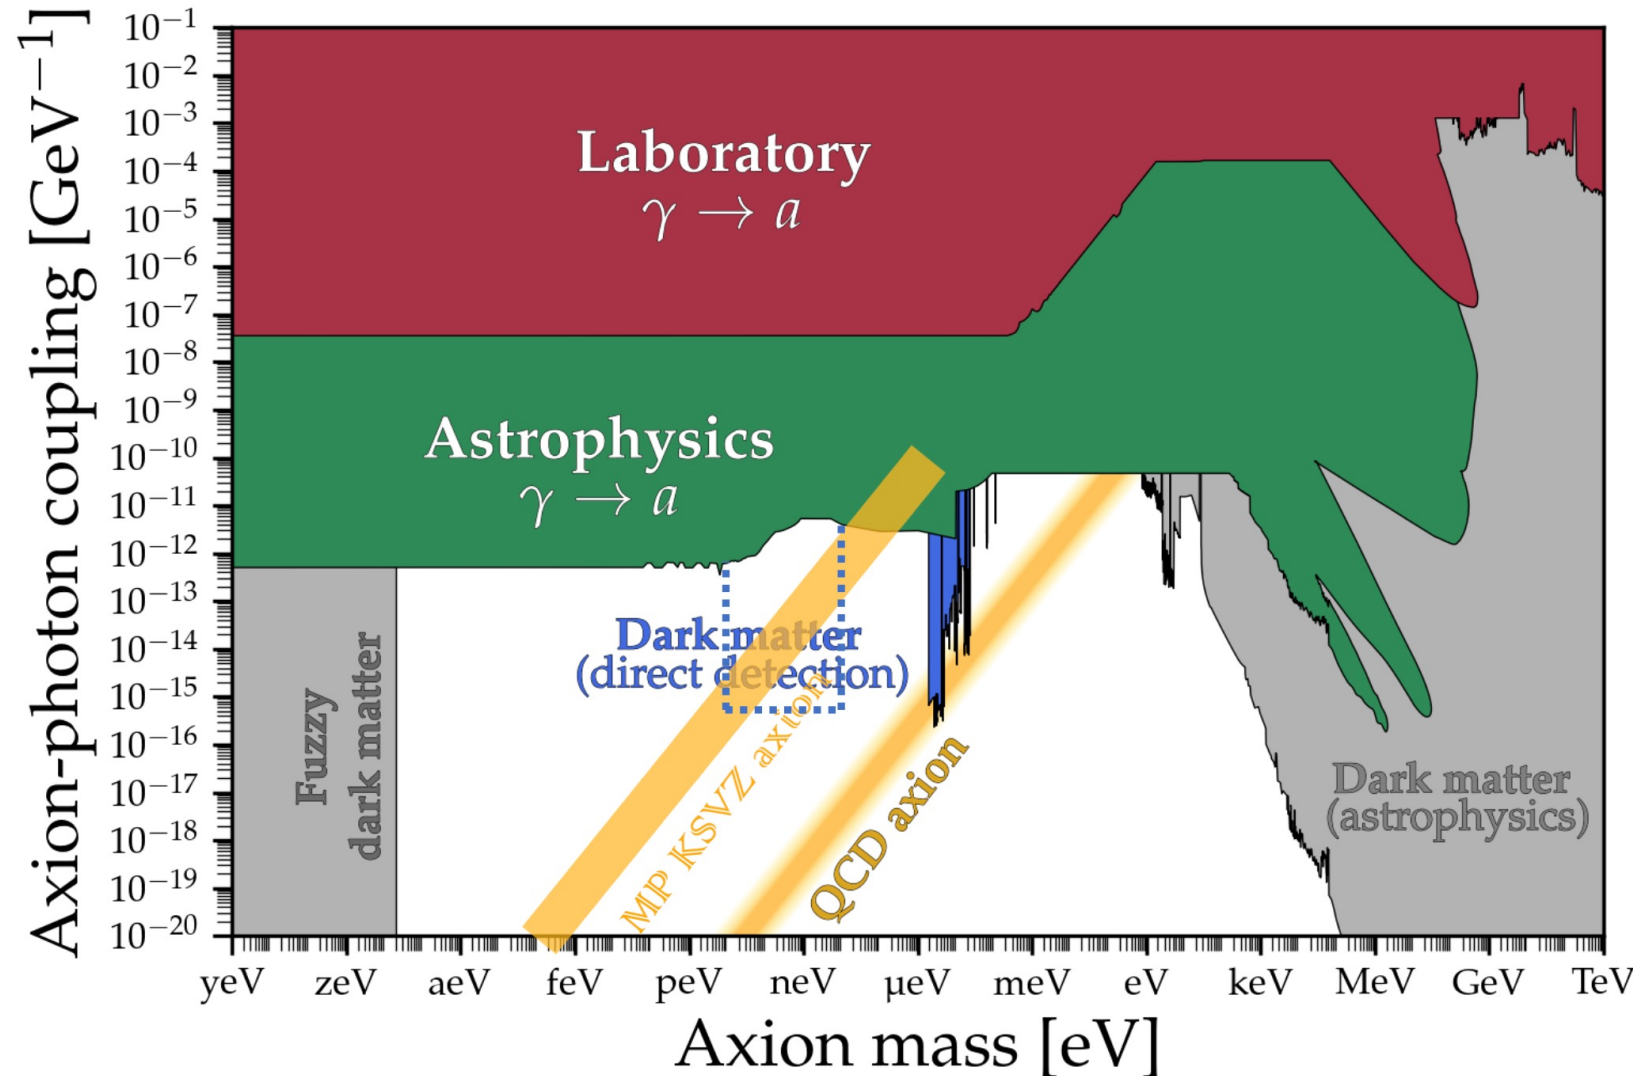 Axion-photon coupling [GeV⁻¹]
10⁻¹
10⁻²
10⁻³
10⁻⁴
10⁻⁵
10⁻⁶
10⁻⁷
10⁻⁸
10⁻⁹
10⁻¹⁰
10⁻¹¹
10⁻¹²
10⁻¹³
10⁻¹⁴
10⁻¹⁵
10⁻¹⁶
10⁻¹⁷
10⁻¹⁸
10⁻¹⁹
10⁻²⁰
Laboratory
γ → a
Astrophysics
γ → a
Dark matter
(direct detection)
Fuzzy
dark matter
MP KSVZ axion
QCD axion
Dark matter
(astrophysics)
yeV zeV aeV feV peV neV μeV meV eV keV MeV GeV TeV
Axion mass [eV]